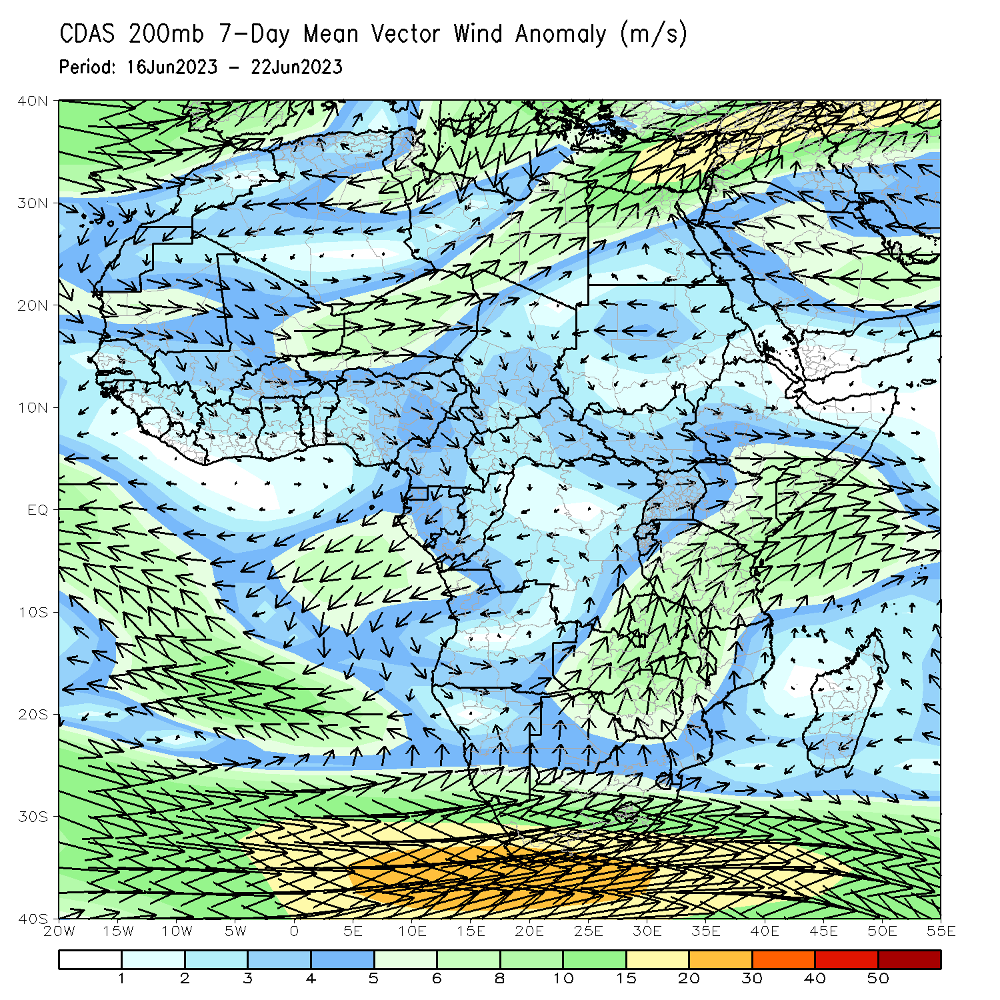 CDAS 200mb 7-Day Mean Vector Wind Anomaly (m/s)
Period: 16Jun2023 - 22Jun2023
40N
30N
20N
10N
EQ
10S
20S
30S
40S
20W 15W 10W 5W 0 5E 10E 15E 20E 25E 30E 35E 40E 45E 50E 55E
1 2 3 4 5 6 8 10 15 20 30 40 50